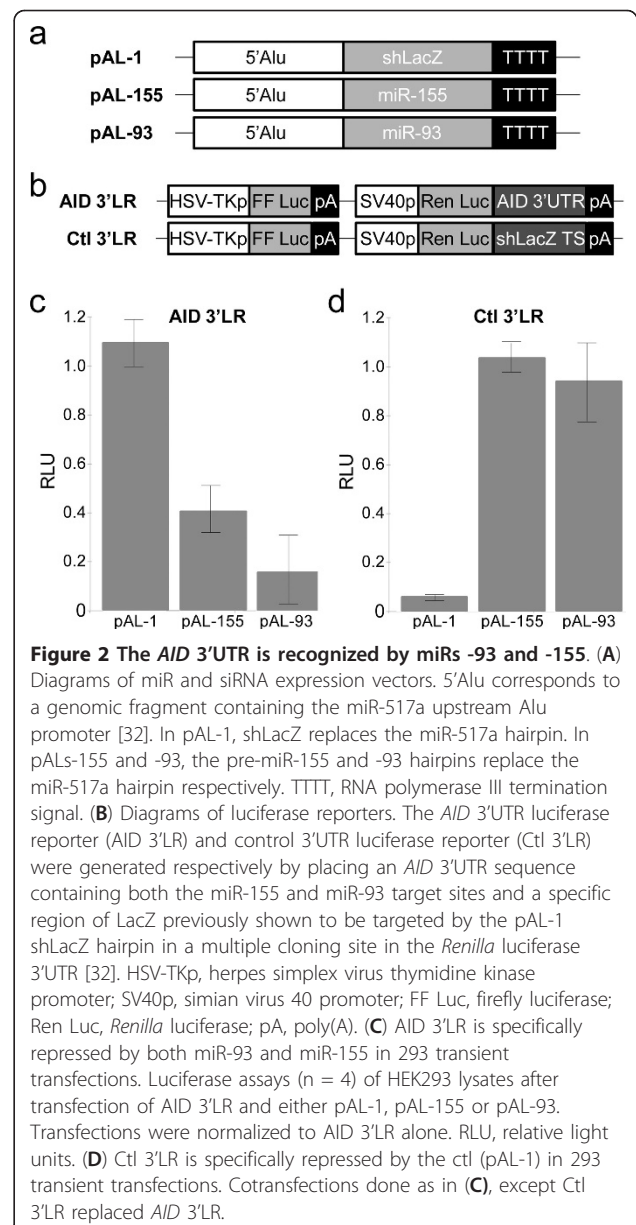 a
pAL-1 5'Alu shLacZ TTTT
pAL-155 5'Alu miR-155 TTTT
pAL-93 5'Alu miR-93 TTTT
b
AID 3'LR HSV-TKp FF Luc pA SV40p Ren Luc AID 3'UTR pA
Ctl 3'LR HSV-TKp FF Luc pA SV40p Ren Luc shLacZ TS pA
c
AID 3'LR
1.2
1.0
0.8
0.6
0.4
0.2
0
RLU
pAL-1 pAL-155 pAL-93
d
Ctl 3'LR
1.2
1.0
0.8
0.6
0.4
0.2
0
RLU
pAL-1 pAL-155 pAL-93
Figure 2 The AID 3'UTR is recognized by miRs -93 and -155. (A)
Diagrams of miR and siRNA expression vectors. 5'Alu corresponds to
a genomic fragment containing the miR-517a upstream Alu
promoter [32]. In pAL-1, shLacZ replaces the miR-517a hairpin. In
pALs-155 and -93, the pre-miR-155 and -93 hairpins replace the
miR-517a hairpin respectively. TTTT, RNA polymerase III termination
signal. (B) Diagrams of luciferase reporters. The AID 3'UTR luciferase
reporter (AID 3'LR) and control 3'UTR luciferase reporter (Ctl 3'LR)
were generated respectively by placing an AID 3'UTR sequence
containing both the miR-155 and miR-93 target sites and a specific
region of LacZ previously shown to be targeted by the pAL-1
shLacZ hairpin in a multiple cloning site in the Renilla luciferase
3'UTR [32]. HSV-TKp, herpes simplex virus thymidine kinase
promoter; SV40p, simian virus 40 promoter; FF Luc, firefly luciferase;
Ren Luc, Renilla luciferase; pA, poly(A). (C) AID 3'LR is specifically
repressed by both miR-93 and miR-155 in 293 transient
transfections. Luciferase assays (n = 4) of HEK293 lysates after
transfection of AID 3'LR and either pAL-1, pAL-155 or pAL-93.
Transfections were normalized to AID 3'LR alone. RLU, relative light
units. (D) Ctl 3'LR is specifically repressed by the ctl (pAL-1) in 293
transient transfections. Cotransfections done as in (C), except Ctl
3'LR replaced AID 3'LR.